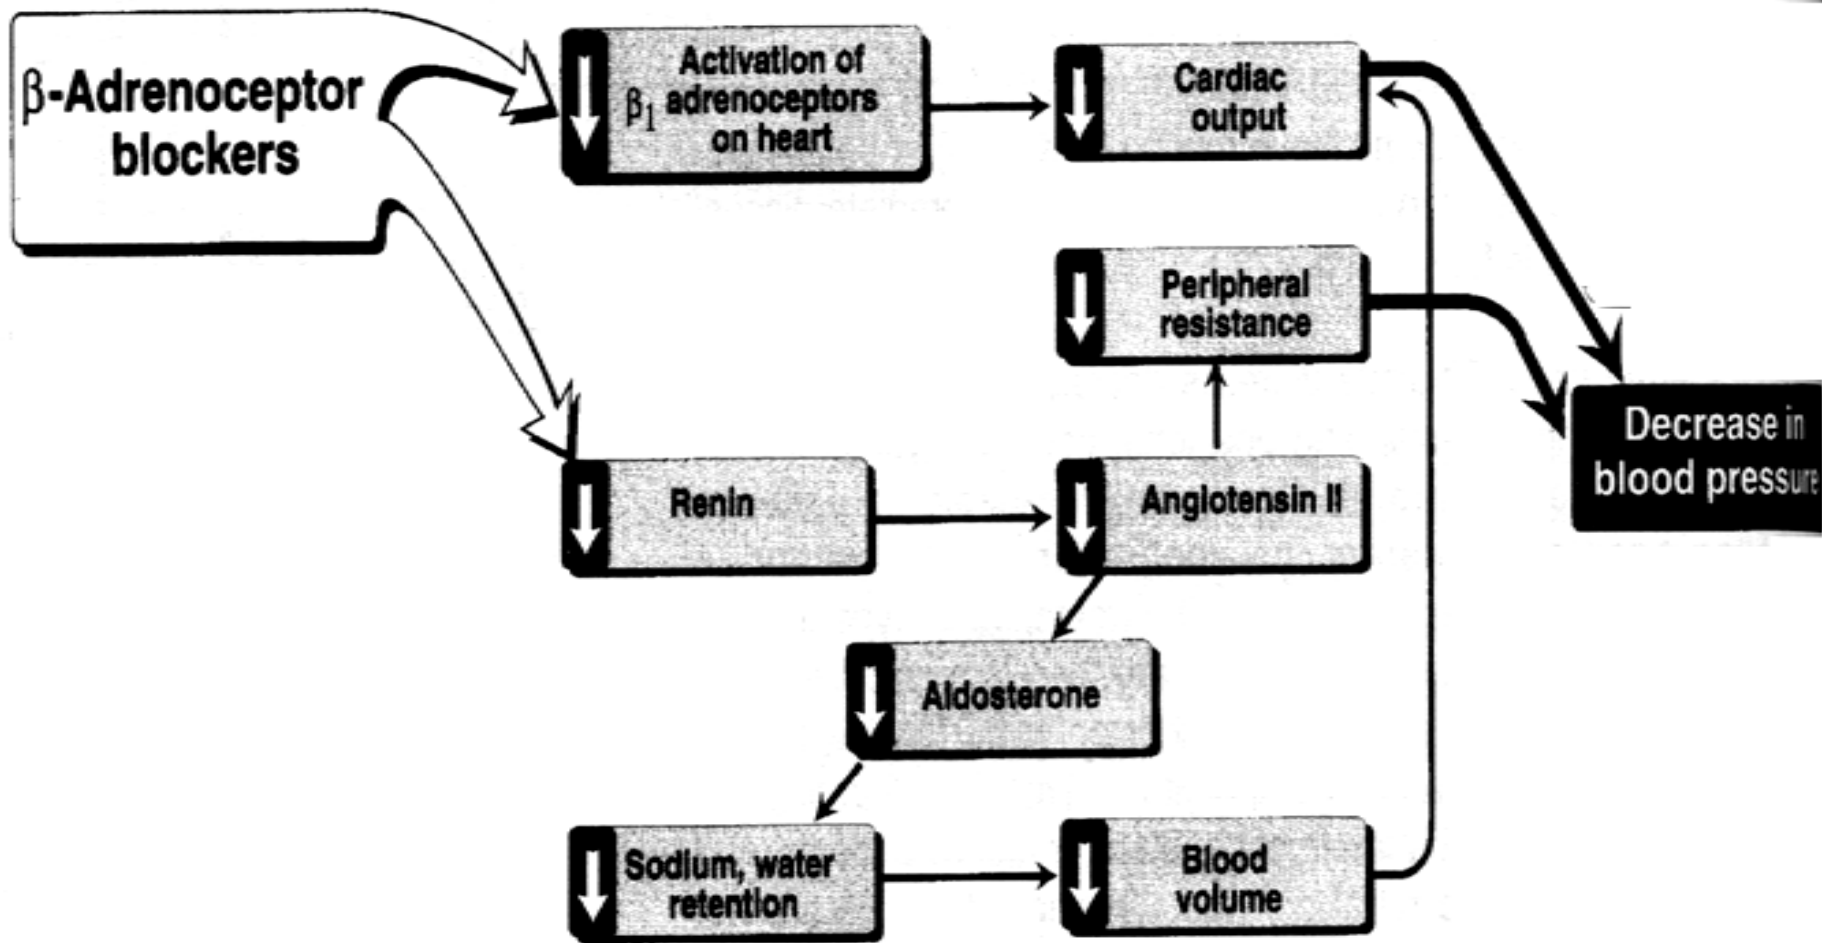 β-Adrenoceptor
blockers
Activation of
β1 adrenoceptors
on heart
Cardiac
output
Peripheral
resistance
Decrease in
blood pressure
Renin
Angiotensin II
Aldosterone
Sodium, water
retention
Blood
volume